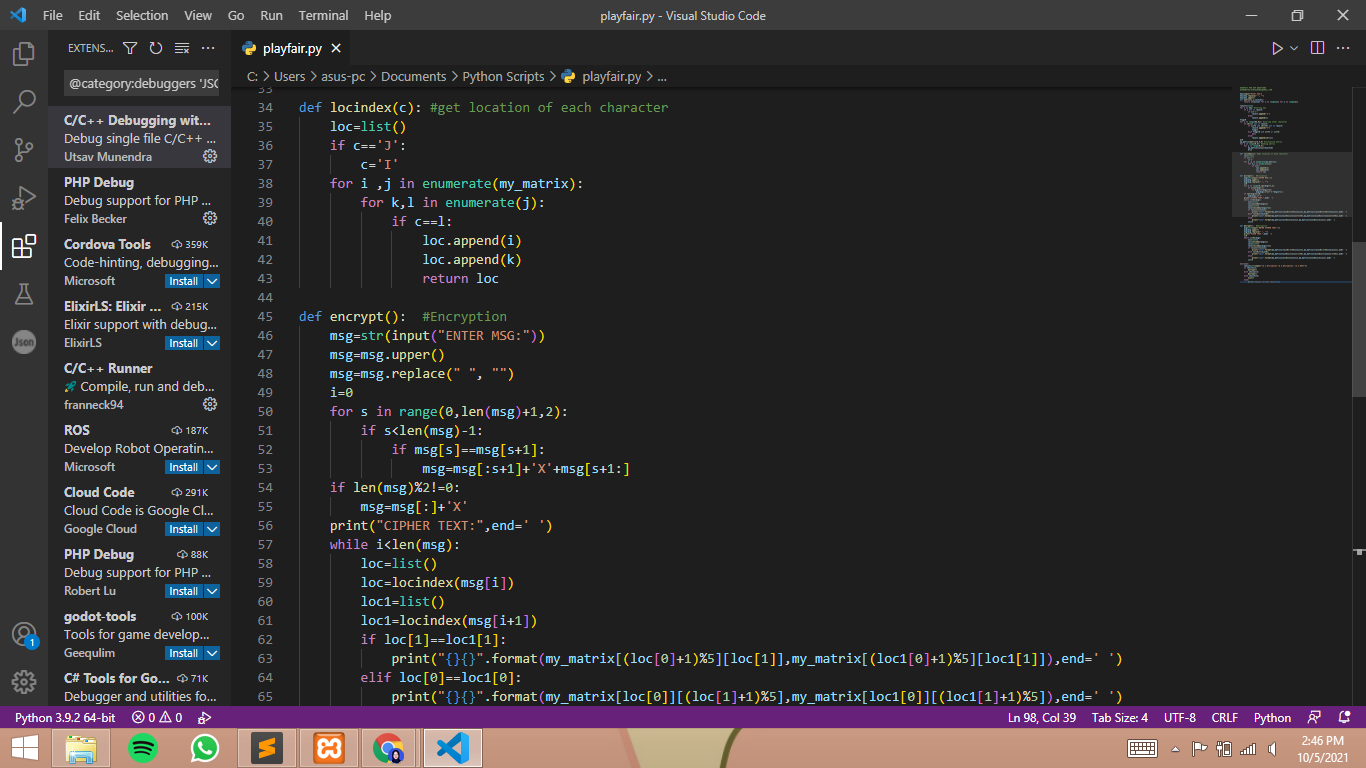 File Edit Selection View Go Run Terminal Help
playfair.py - Visual Studio Code
EXTENS...
@category:debuggers 'JSO
C/C++ Debugging wit...
Debug single file C/C++ ...
Utsav Munendra
PHP Debug
Debug support for PHP ...
Felix Becker
Cordova Tools 359K
Code-hinting, debugging...
Microsoft Install
ElixirLS: Elixir ... 215K
Elixir support with debug...
ElixirLS Install
C/C++ Runner
🚀 Compile, run and deb...
franneck94
ROS 187K
Develop Robot Operatin...
Microsoft Install
Cloud Code 291K
Cloud Code is Google Cl...
Google Cloud Install
PHP Debug 88K
Debug support for PHP ...
Robert Lu Install
godot-tools 100K
Tools for game develop...
Geequlim Install
C# Tools for Go... 71K
Debugger and utilities fo...
Json
1
playfair.py
C: > Users > asus-pc > Documents > Python Scripts > playfair.py > ...
33
34 def locindex(c): #get location of each character
35     loc=list()
36     if c=='J':
37         c='I'
38     for i ,j in enumerate(my_matrix):
39         for k,l in enumerate(j):
40             if c==l:
41                 loc.append(i)
42                 loc.append(k)
43                 return loc
44
45 def encrypt():  #Encryption
46     msg=str(input("ENTER MSG:"))
47     msg=msg.upper()
48     msg=msg.replace(" ", "")
49     i=0
50     for s in range(0,len(msg)+1,2):
51         if s<len(msg)-1:
52             if msg[s]==msg[s+1]:
53                 msg=msg[:s+1]+'X'+msg[s+1:]
54     if len(msg)%2!=0:
55         msg=msg[:]+'X'
56     print("CIPHER TEXT:",end=' ')
57     while i<len(msg):
58         loc=list()
59         loc=locindex(msg[i])
60         loc1=list()
61         loc1=locindex(msg[i+1])
62         if loc[1]==loc1[1]:
63             print("{}{}".format(my_matrix[(loc[0]+1)%5][loc[1]],my_matrix[(loc1[0]+1)%5][loc1[1]]),end=' ')
64         elif loc[0]==loc1[0]:
65             print("{}{}".format(my_matrix[loc[0]][(loc[1]+1)%5],my_matrix[loc1[0]][(loc1[1]+1)%5]),end=' ')
Python 3.9.2 64-bit 0 0 Ln 98, Col 39 Tab Size: 4 UTF-8 CRLF Python
2:46 PM
10/5/2021